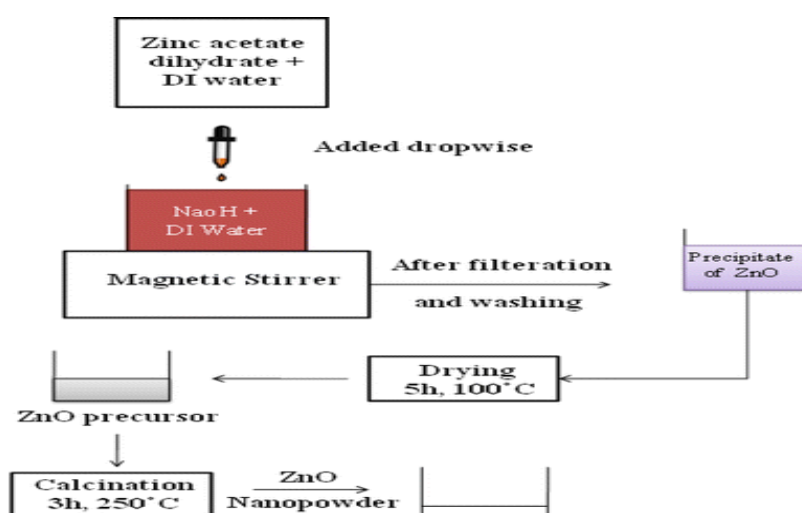 Zinc acetate
dihydrate +
DI water
Added dropwise
NaoH +
DI Water
Magnetic Stirrer
After filteration
and washing
Precipitate
of ZnO
Drying
5h, 100°C
ZnO precursor
Calcination
3h, 250°C
ZnO
Nanopowder